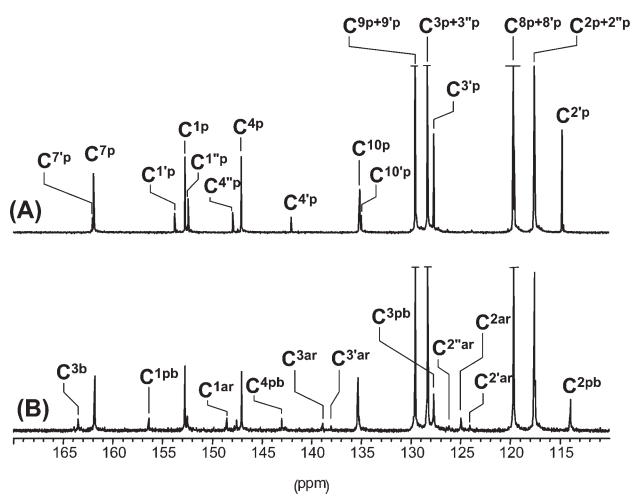 C9p+9'p C3p+3"p C8p+8'p C2p+2"p
C3'p
C2'p
C1p C4p
C7'p C7p C1'p C1"p C10p
C4"p C4'p C10'p
(A)
C3pb
C2"ar C2ar
C3b C1pb C3ar C3'ar
C1ar C4pb C2'ar C2pb
(B)
165 160 155 150 145 140 135 130 125 120 115
(ppm)